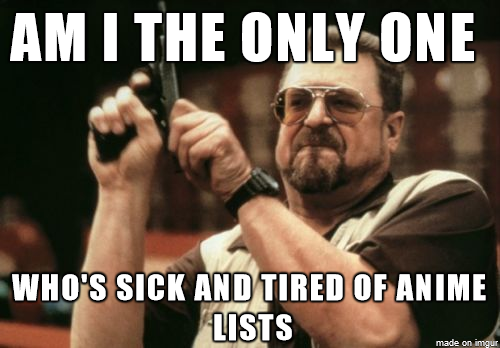 AM I THE ONLY ONE
WHO'S SICK AND TIRED OF ANIME
LISTS
made on imgur